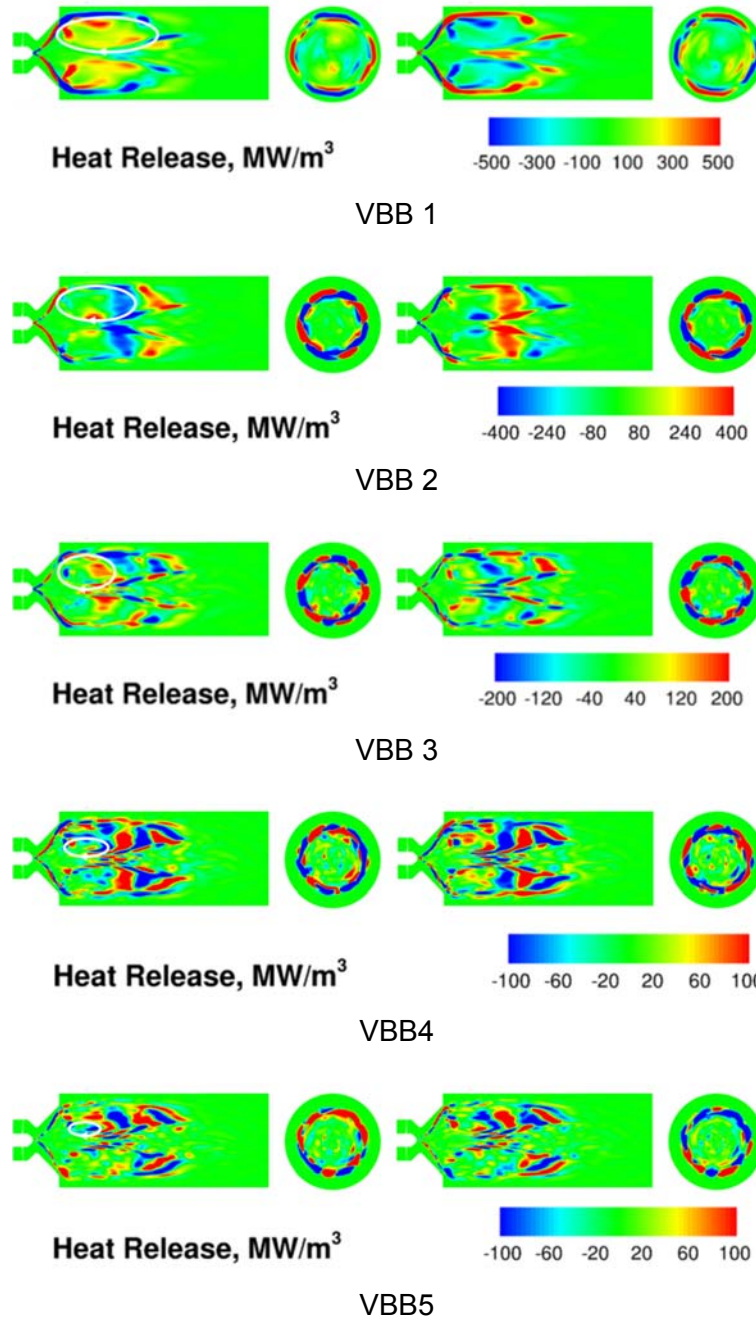 Heat Release, MW/m³
-500 -300 -100 100 300 500
VBB 1
Heat Release, MW/m³
-400 -240 -80 80 240 400
VBB 2
Heat Release, MW/m³
-200 -120 -40 40 120 200
VBB 3
Heat Release, MW/m³
-100 -60 -20 20 60 100
VBB4
Heat Release, MW/m³
-100 -60 -20 20 60 100
VBB5